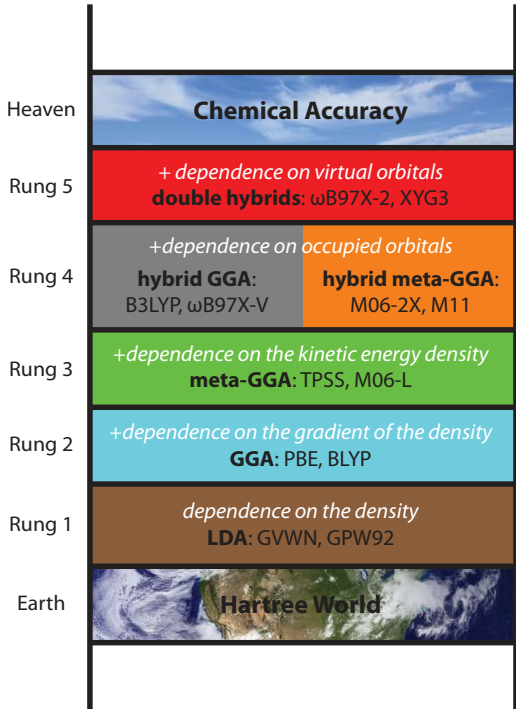 Heaven
Chemical Accuracy
Rung 5
+ dependence on virtual orbitals
double hybrids: ωB97X-2, XYG3
Rung 4
+dependence on occupied orbitals
hybrid GGA:
B3LYP, ωB97X-V
hybrid meta-GGA:
M06-2X, M11
Rung 3
+dependence on the kinetic energy density
meta-GGA: TPSS, M06-L
Rung 2
+dependence on the gradient of the density
GGA: PBE, BLYP
Rung 1
dependence on the density
LDA: GVWN, GPW92
Earth
Hartree World